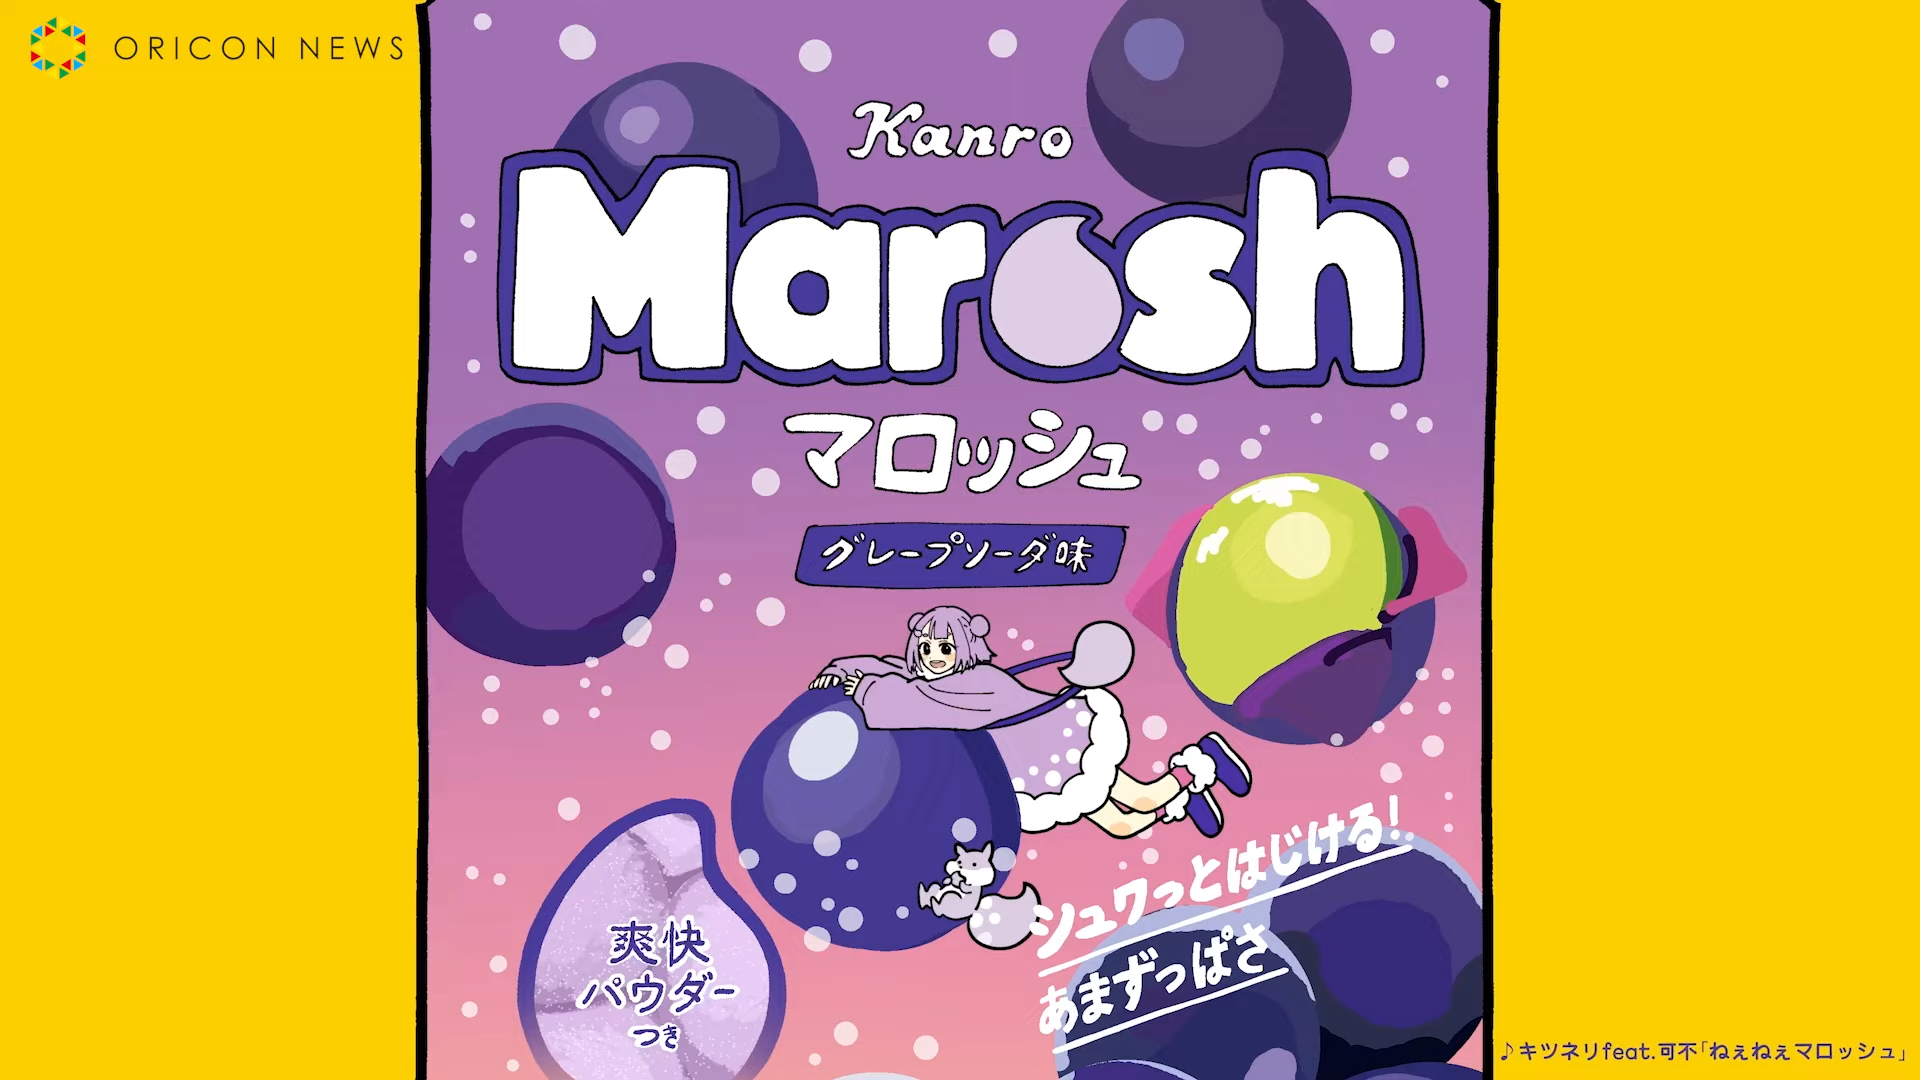 ORICON NEWS
Kanro
Marosh
マロッシュ
グレープソーダ味
シュワっとはじける!
あまずっぱさ
爽快
パウダー
つき
♪キツネリfeat.可不「ねぇねぇマロッシュ」